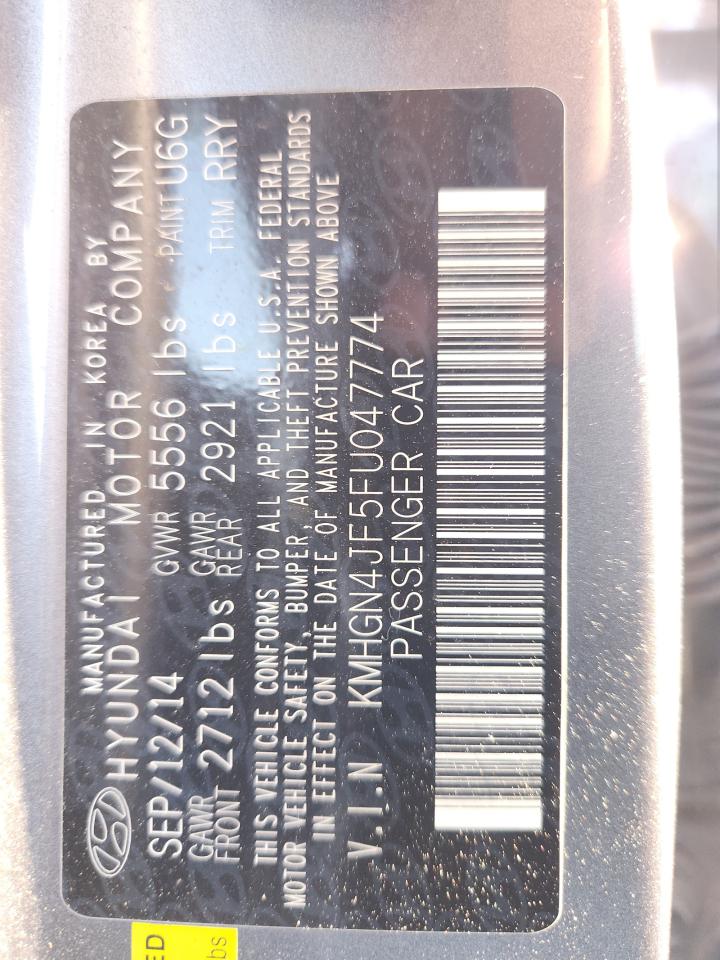 MANUFACTURED IN KOREA BY
HYUNDAI MOTOR COMPANY
SEP/12/14 GVWR 5556 lbs PAINT U6G
GAWR FRONT 2712 lbs GAWR REAR 2921 lbs TRIM RRY
THIS VEHICLE CONFORMS TO ALL APPLICABLE U.S.A. FEDERAL
MOTOR VEHICLE SAFETY, BUMPER, AND THEFT PREVENTION STANDARDS
IN EFFECT ON THE DATE OF MANUFACTURE SHOWN ABOVE
V.I.N KMHGN4JF5FU047774
PASSENGER CAR